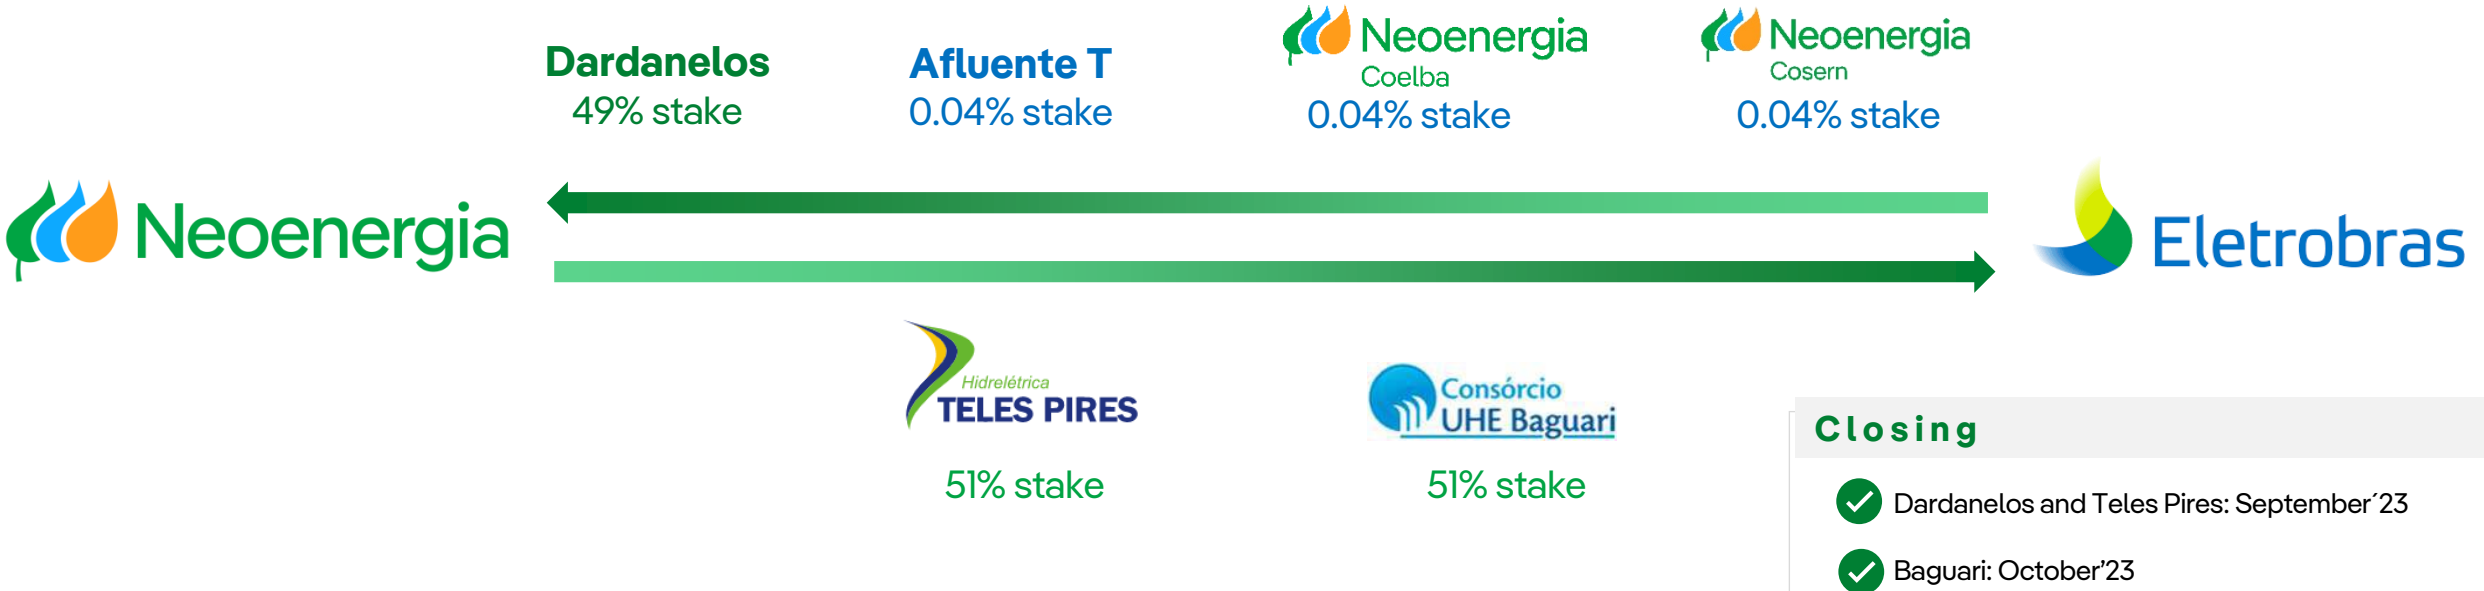 Dardanelos
49% stake
Afluente T
0.04% stake
Neoenergia
Coelba
0.04% stake
Neoenergia
Cosern
0.04% stake
Neoenergia
Eletrobras
Hidrelétrica
TELES PIRES
51% stake
Consórcio
UHE Baguari
51% stake
Closing
Dardanelos and Teles Pires: September´23
Baguari: October’23